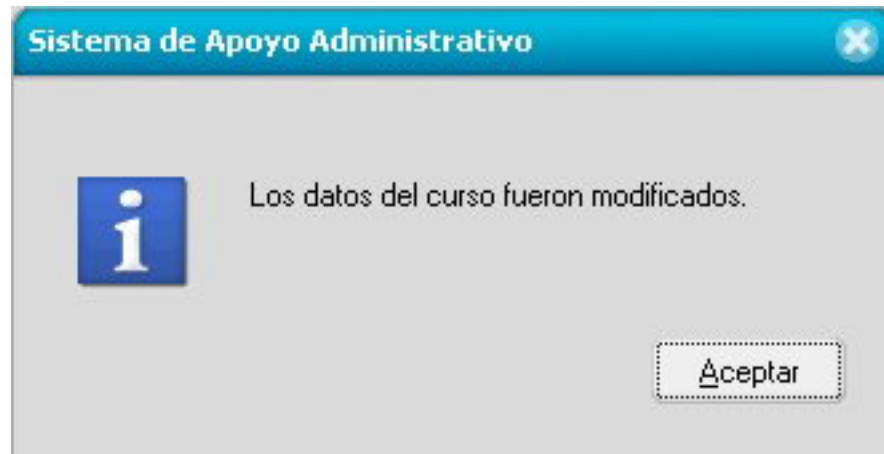 Sistema de Apoyo Administrativo
Los datos del curso fueron modificados.
Aceptar